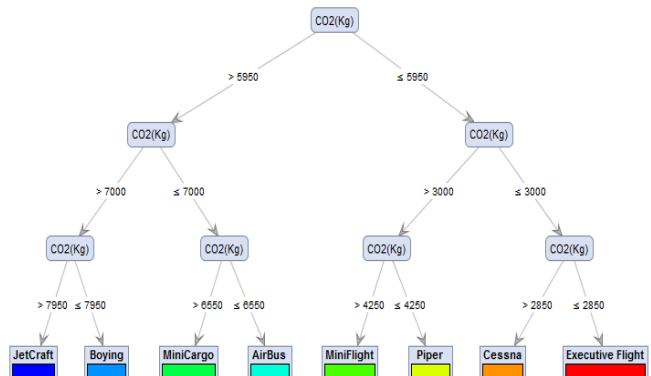 CO2(Kg)
> 5950 ≤ 5950
CO2(Kg) CO2(Kg)
> 7000 ≤ 7000 > 3000 ≤ 3000
CO2(Kg) CO2(Kg) CO2(Kg) CO2(Kg)
> 7950 ≤ 7950 > 6550 ≤ 6550 > 4250 ≤ 4250 > 2850 ≤ 2850
JetCraft Boying MiniCargo AirBus MiniFlight Piper Cessna Executive Flight